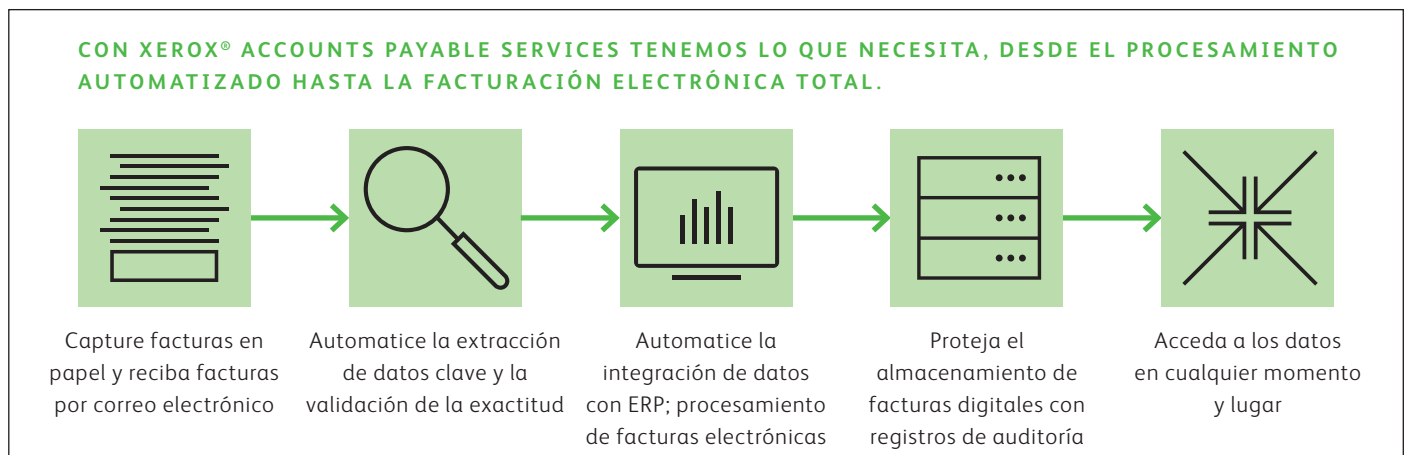 CON XEROX® ACCOUNTS PAYABLE SERVICES TENEMOS LO QUE NECESITA, DESDE EL PROCESAMIENTO
AUTOMATIZADO HASTA LA FACTURACIÓN ELECTRÓNICA TOTAL.
Capture facturas en
papel y reciba facturas
por correo electrónico
Automatice la extracción
de datos clave y la
validación de la exactitud
Automatice la
integración de datos
con ERP; procesamiento
de facturas electrónicas
Proteja el
almacenamiento de
facturas digitales con
registros de auditoría
Acceda a los datos
en cualquier momento
y lugar